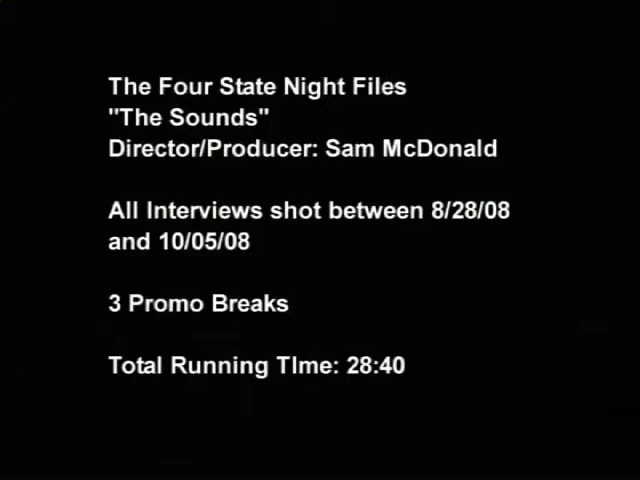 The Four State Night Files
"The Sounds"
Director/Producer: Sam McDonald
All Interviews shot between 8/28/08
and 10/05/08
3 Promo Breaks
Total Running TIme: 28:40